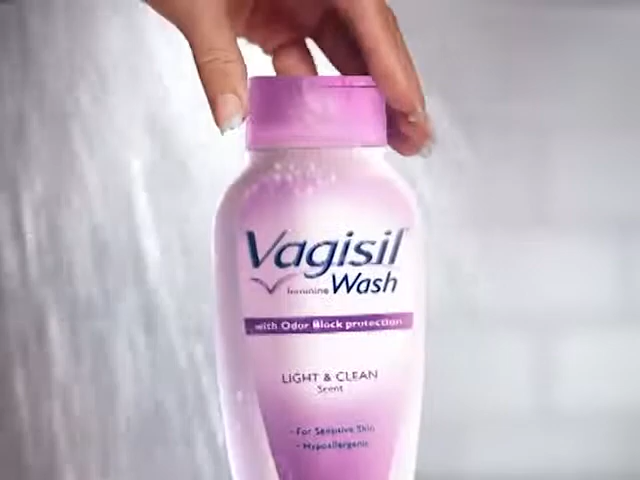 Vagisil
feminine Wash
with Odor Block protection
LIGHT & CLEAN
Scent
- For Sensitive Skin
- Hypoallergenic